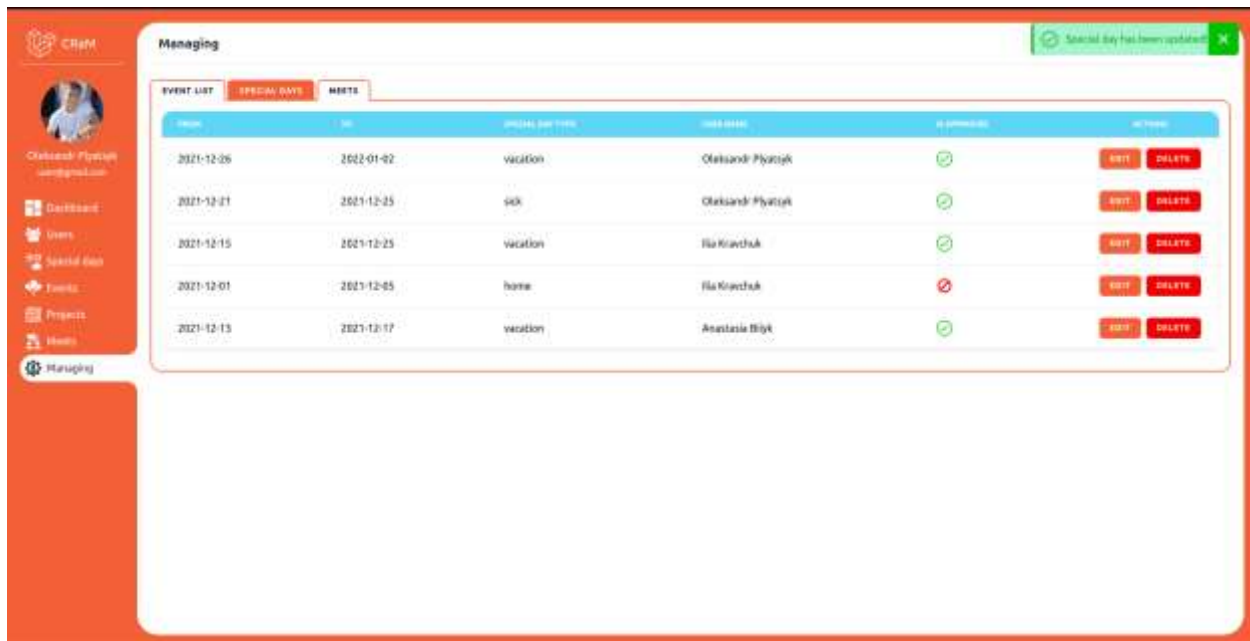 CRaM
Oleksandr Plyatsyk
user@gmail.com
Dashboard
Users
Special days
Events
Projects
Meets
Managing
Managing
Special day has been updated!
EVENT LIST SPECIAL DAYS MEETS
FROM TO SPECIAL DAY TYPE USER NAME IS APPROVED ACTIONS
2021-12-26 2022-01-02 vacation Oleksandr Plyatsyk EDIT DELETE
2021-12-21 2021-12-25 sick Oleksandr Plyatsyk EDIT DELETE
2021-12-15 2021-12-25 vacation Ilia Kravchuk EDIT DELETE
2021-12-01 2021-12-05 home Ilia Kravchuk EDIT DELETE
2021-12-13 2021-12-17 vacation Anastasia Bilyk EDIT DELETE